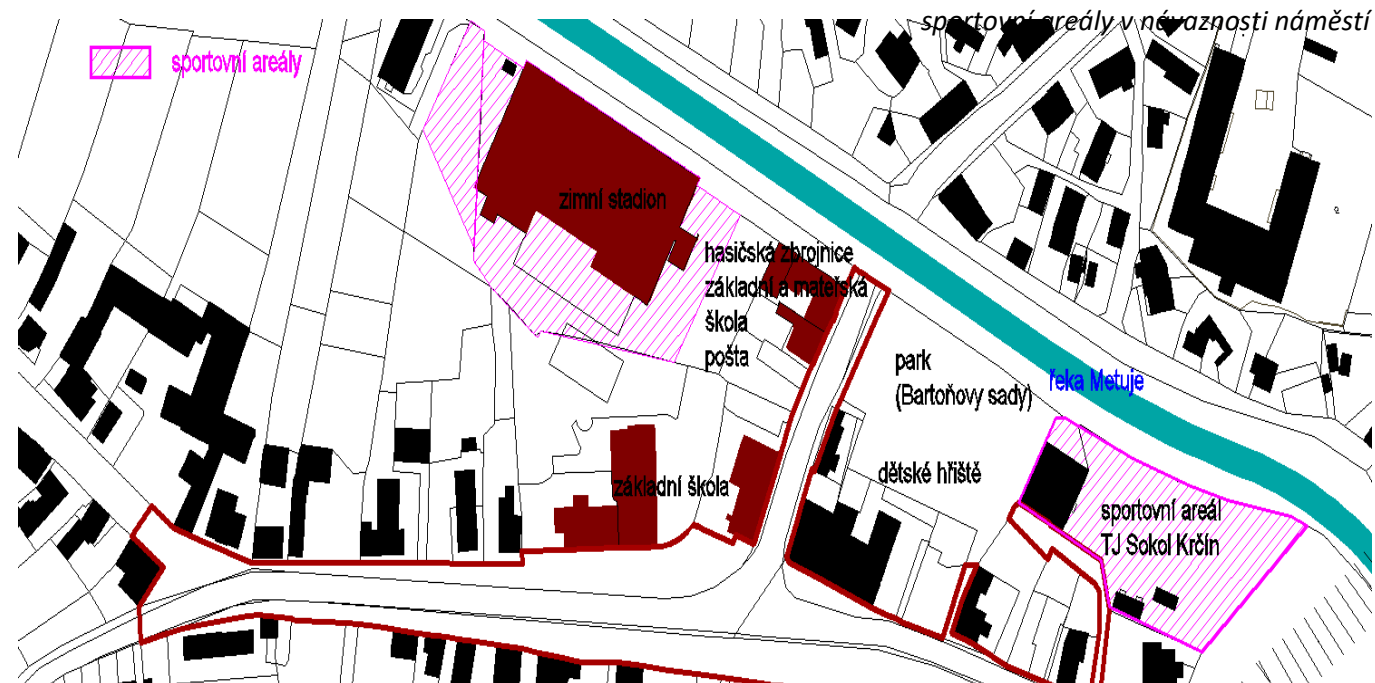 sportovní areály v návaznosti náměstí
sportovní areály
zimní stadion
hasičská zbrojnice
základní a mateřská
škola
pošta
park
(Bartoňovy sady)
řeka Metuje
dětské hřiště
základní škola
sportovní areál
TJ Sokol Krčín